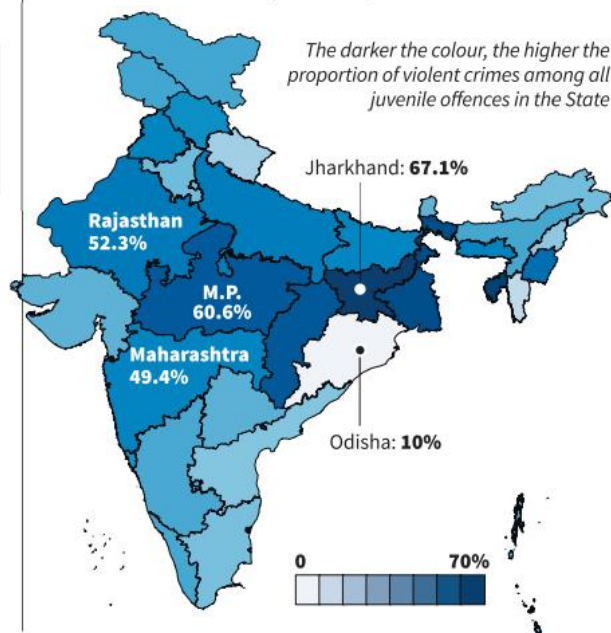 The darker the colour, the higher the
proportion of violent crimes among all
juvenile offences in the State
Jharkhand: 67.1%
Rajasthan
52.3%
M.P.
60.6%
Maharashtra
49.4%
Odisha: 10%
0 70%